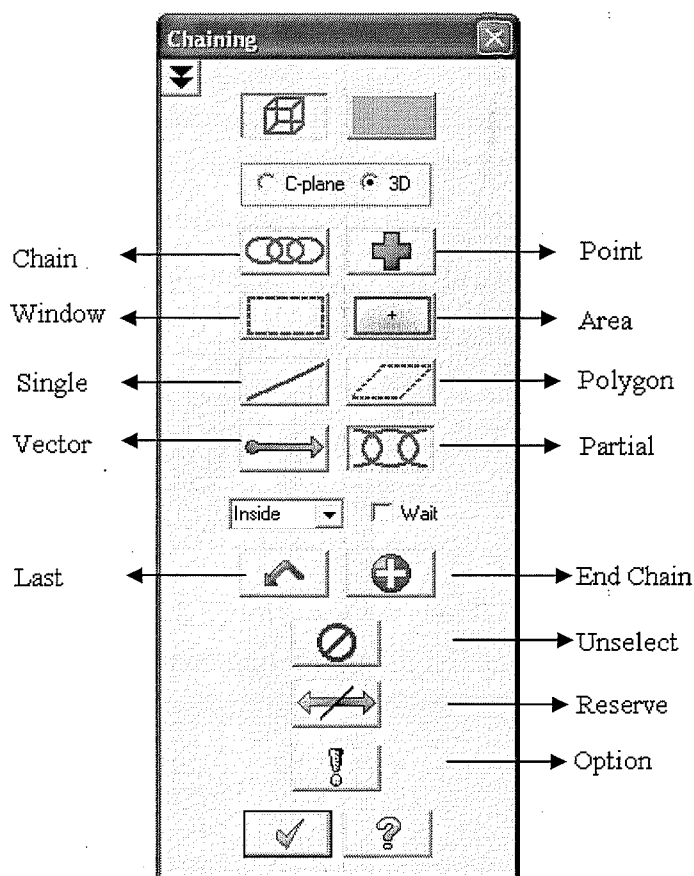 Chaining
C-plane 3D
Chain Point
Window Area
Single Polygon
Vector Partial
Inside Wait
Last End Chain
Unselect
Reserve
Option